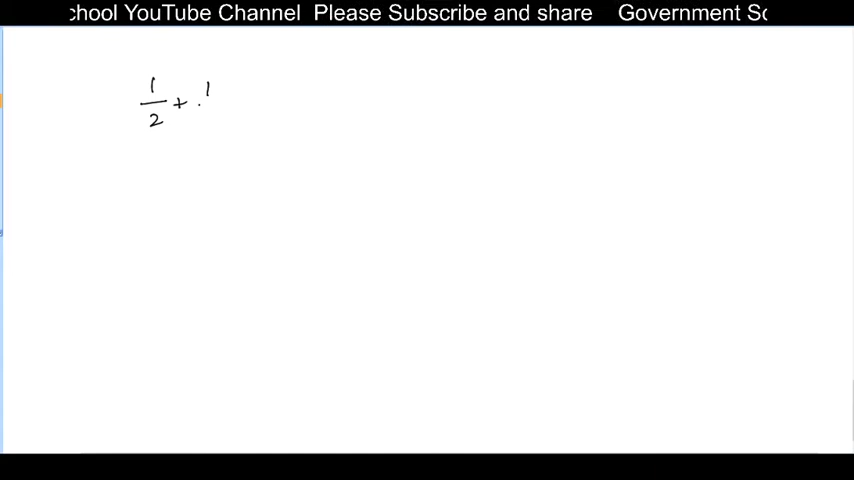 chool YouTube Channel  Please Subscribe and share    Government Sc
1/2 + 1